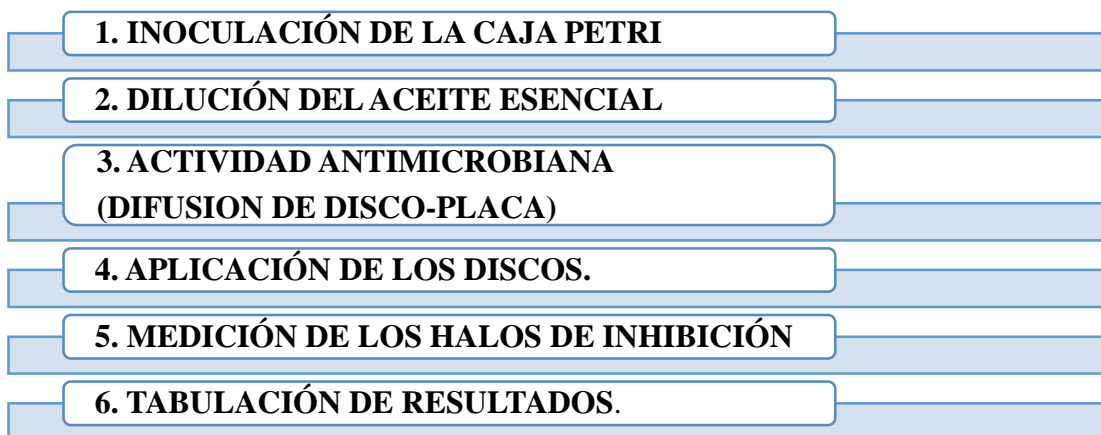 1. INOCULACIÓN DE LA CAJA PETRI
2. DILUCIÓN DEL ACEITE ESENCIAL
3. ACTIVIDAD ANTIMICROBIANA
(DIFUSION DE DISCO-PLACA)
4. APLICACIÓN DE LOS DISCOS.
5. MEDICIÓN DE LOS HALOS DE INHIBICIÓN
6. TABULACIÓN DE RESULTADOS.